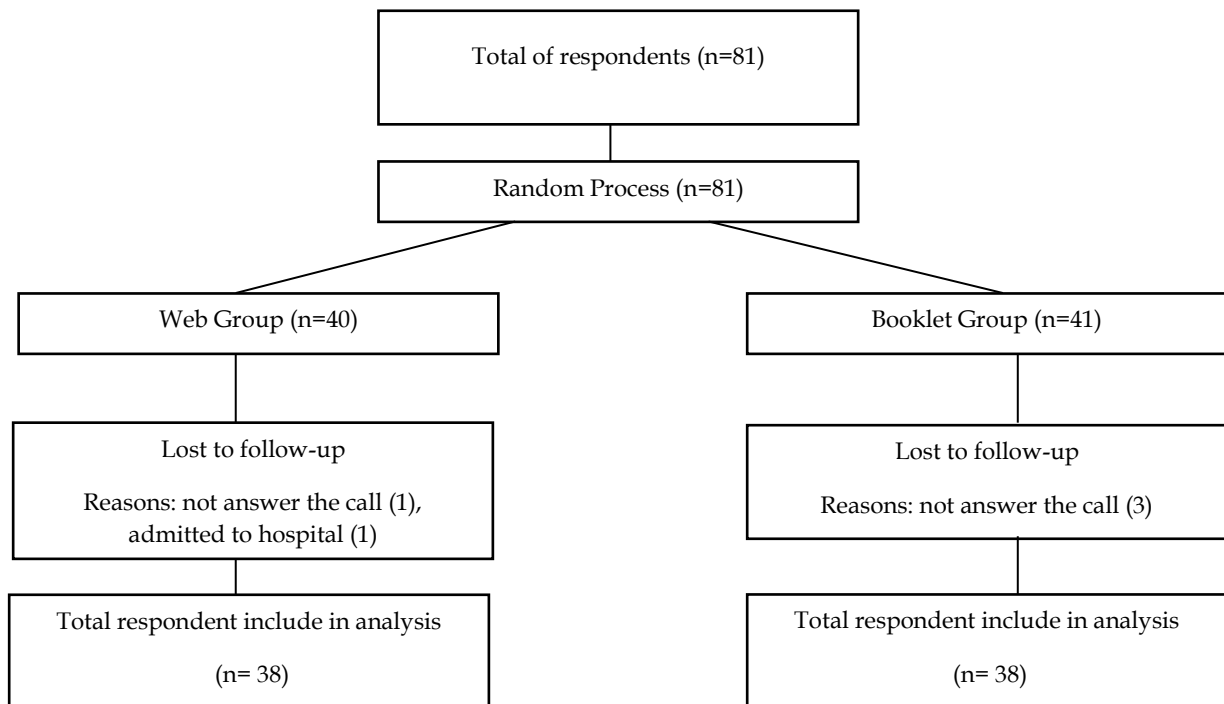 Total of respondents (n=81)
Random Process (n=81)
Web Group (n=40)
Booklet Group (n=41)
Lost to follow-up
Reasons: not answer the call (1),
admitted to hospital (1)
Lost to follow-up
Reasons: not answer the call (3)
Total respondent include in analysis
(n= 38)
Total respondent include in analysis
(n= 38)